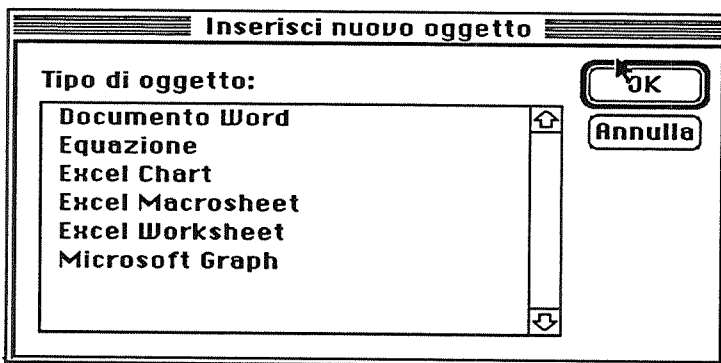 Inserisci nuovo oggetto
Tipo di oggetto:
Documento Word
Equazione
Excel Chart
Excel Macrosheet
Excel Worksheet
Microsoft Graph
OK
Annulla